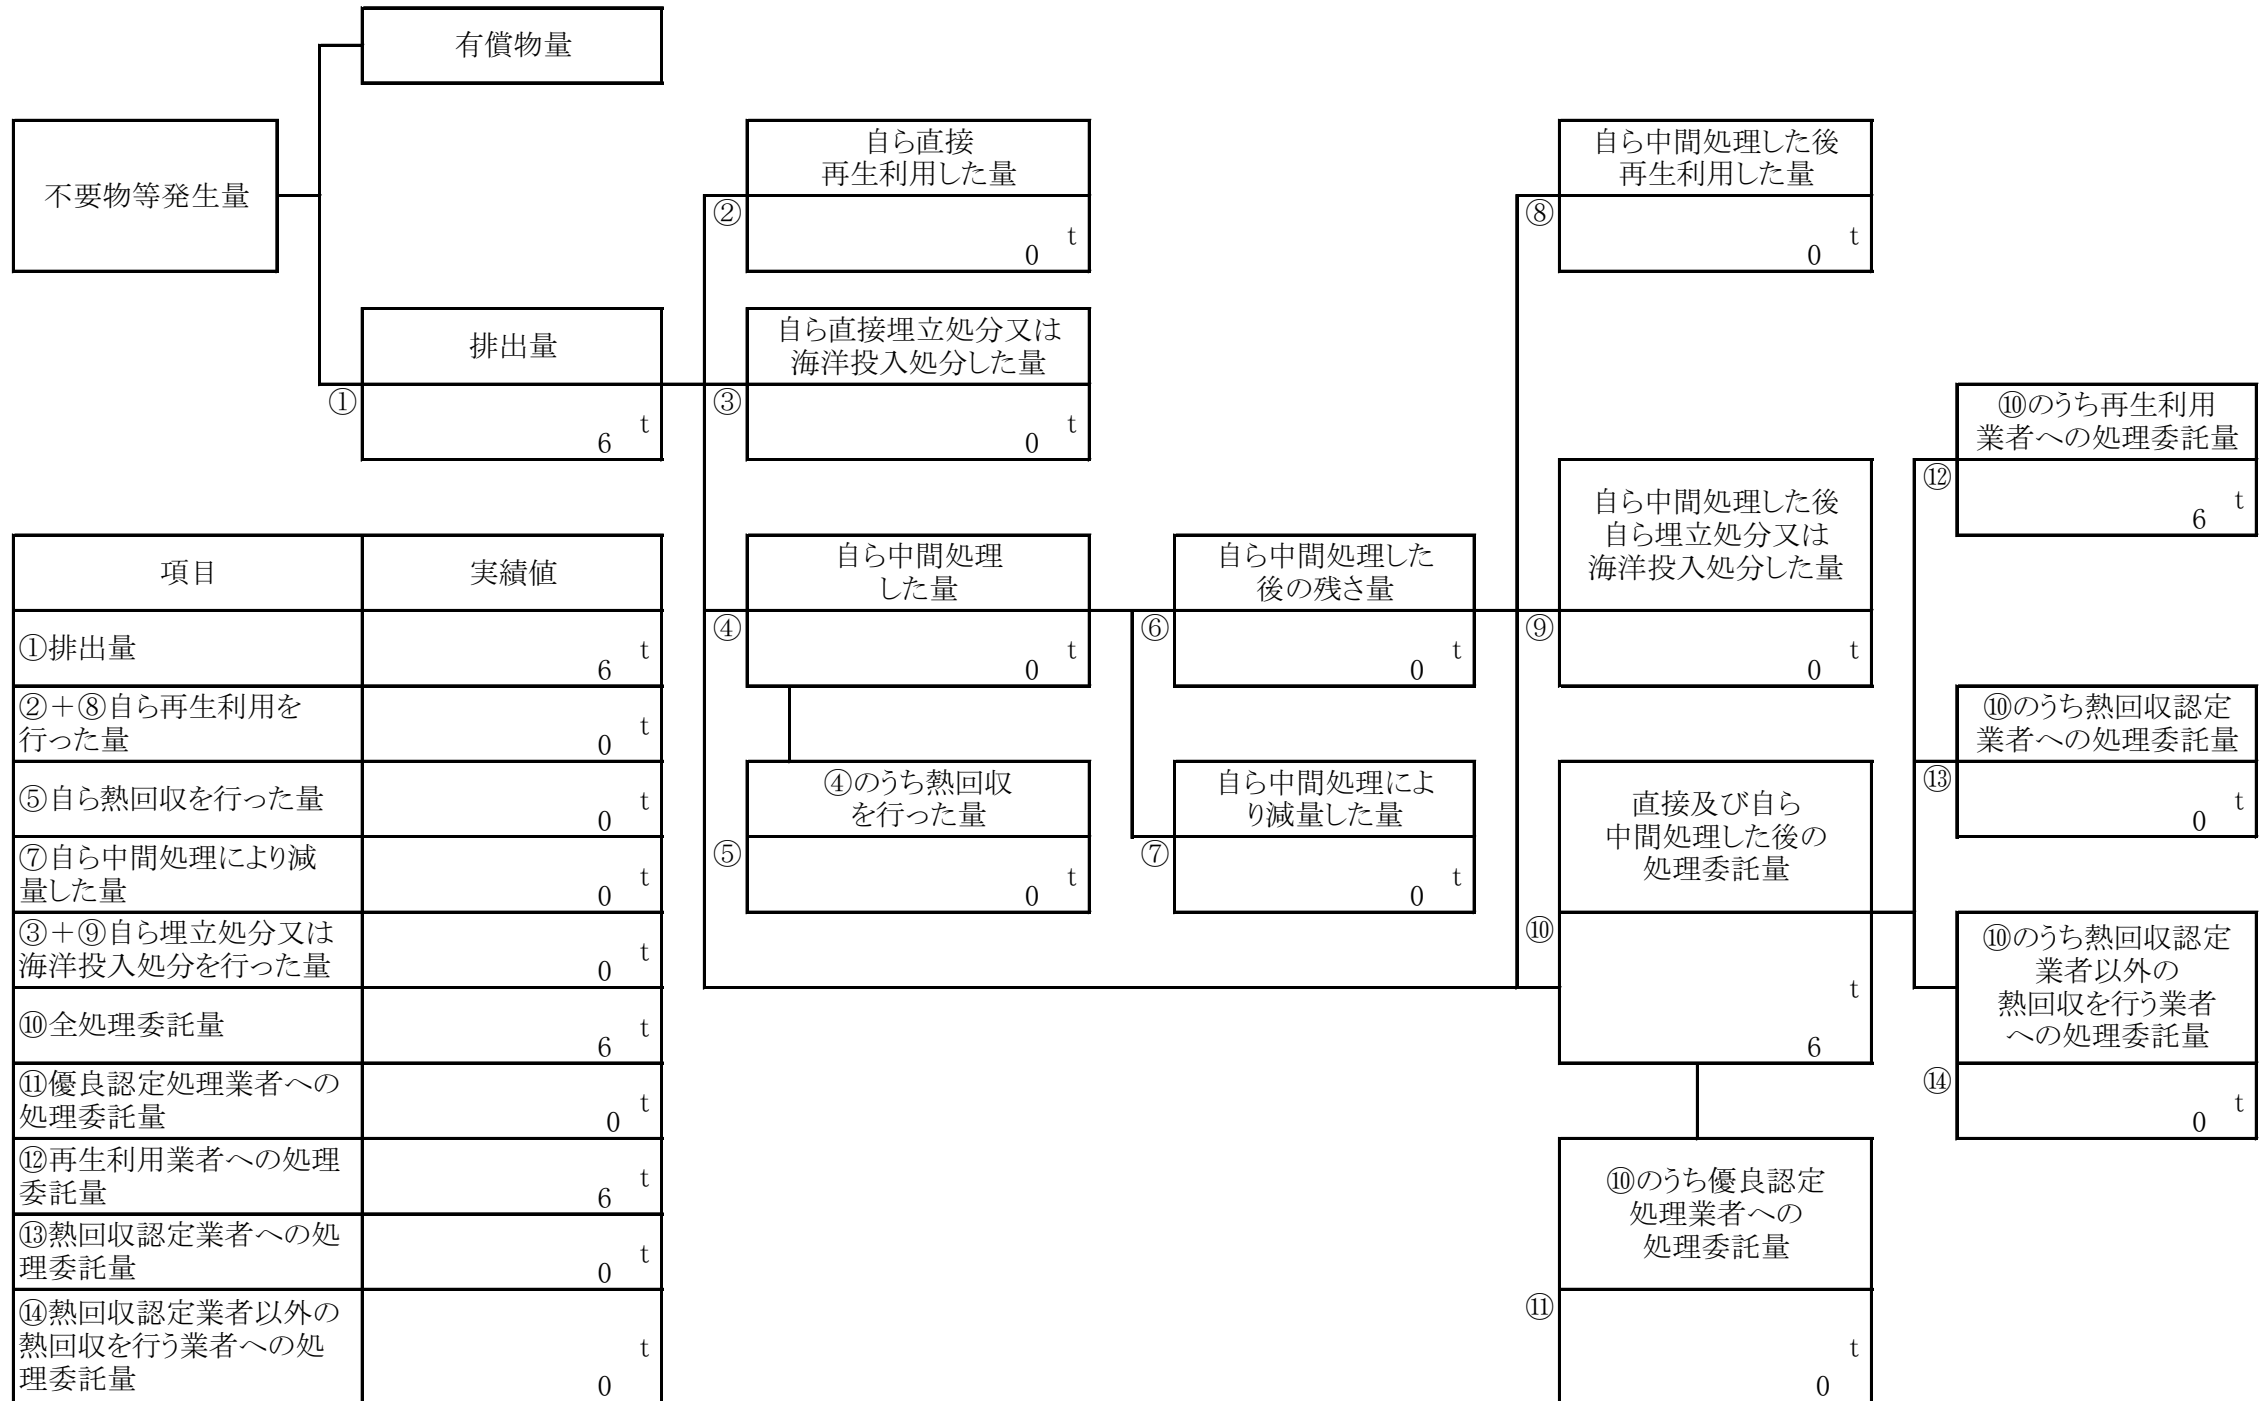 有償物量
不要物等発生量
自ら直接
再生利用した量
②
0 t
自ら中間処理した後
再生利用した量
⑧
0 t
排出量
①
6 t
自ら直接埋立処分又は
海洋投入処分した量
③
0 t
⑩のうち再生利用
業者への処理委託量
⑫
6 t
自ら中間処理
した量
④
0 t
自ら中間処理した
後の残さ量
⑥
0 t
自ら中間処理した後
自ら埋立処分又は
海洋投入処分した量
⑨
0 t
⑩のうち熱回収認定
業者への処理委託量
⑬
0 t
④のうち熱回収
を行った量
⑤
0 t
自ら中間処理によ
り減量した量
⑦
0 t
直接及び自ら
中間処理した後の
処理委託量
⑩
6 t
⑩のうち熱回収認定
業者以外の
熱回収を行う業者
への処理委託量
⑭
0 t
⑩のうち優良認定
処理業者への
処理委託量
⑪
0 t
項目 実績値
①排出量 6 t
②＋⑧自ら再生利用を
行った量 0 t
⑤自ら熱回収を行った量 0 t
⑦自ら中間処理により減
量した量 0 t
③＋⑨自ら埋立処分又は
海洋投入処分を行った量 0 t
⑩全処理委託量 6 t
⑪優良認定処理業者への
処理委託量 0 t
⑫再生利用業者への処理
委託量 6 t
⑬熱回収認定業者への処
理委託量 0 t
⑭熱回収認定業者以外の
熱回収を行う業者への処
理委託量 0 t